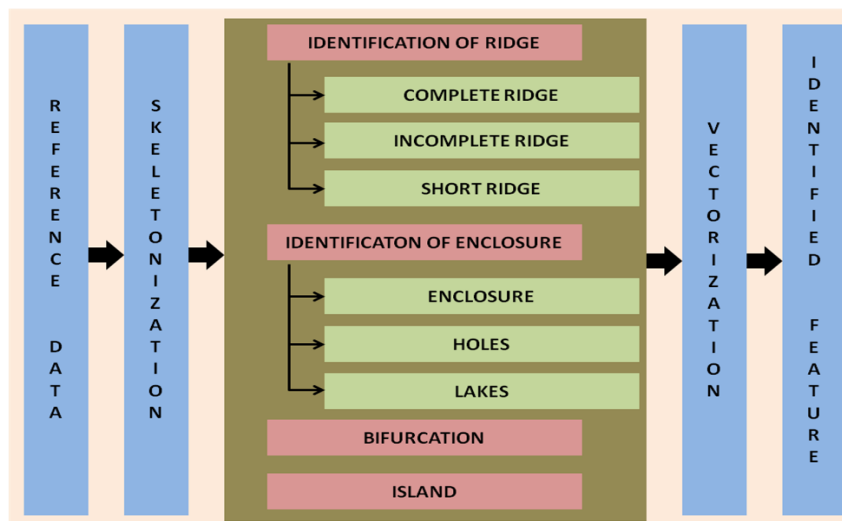 REFERENCE DATA
SKELETONIZATION
IDENTIFICATION OF RIDGE
COMPLETE RIDGE
INCOMPLETE RIDGE
SHORT RIDGE
IDENTIFICATON OF ENCLOSURE
ENCLOSURE
HOLES
LAKES
BIFURCATION
ISLAND
VECTORIZATION
IDENTIFIED FEATURE